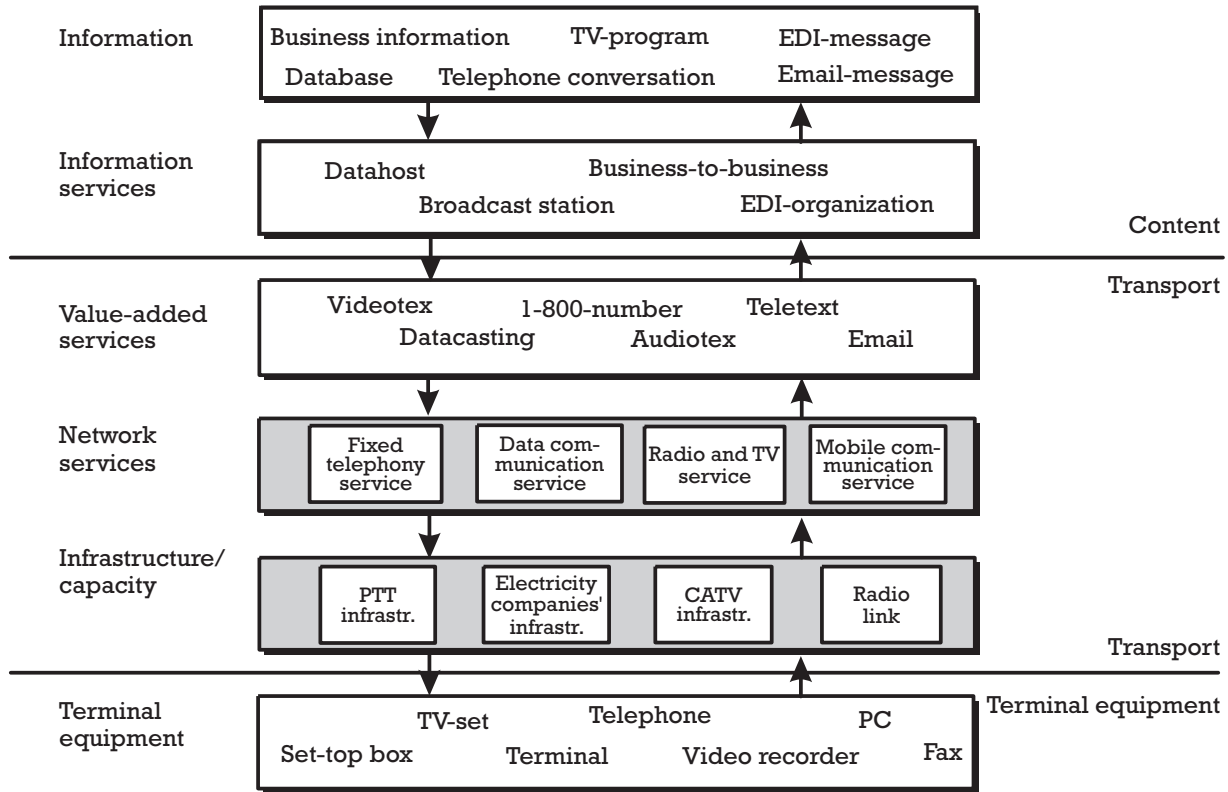 Information
Business information TV-program EDI-message
Database Telephone conversation Email-message
Information
services
Datahost Business-to-business
Broadcast station EDI-organization
Content
Transport
Value-added
services
Videotex 1-800-number Teletext
Datacasting Audiotex Email
Network
services
Fixed
telephony
service
Data com-
munication
service
Radio and TV
service
Mobile com-
munication
service
Infrastructure/
capacity
PTT
infrastr.
Electricity
companies'
infrastr.
CATV
infrastr.
Radio
link
Transport
Terminal equipment
Terminal
equipment
TV-set Telephone PC
Set-top box Terminal Video recorder Fax